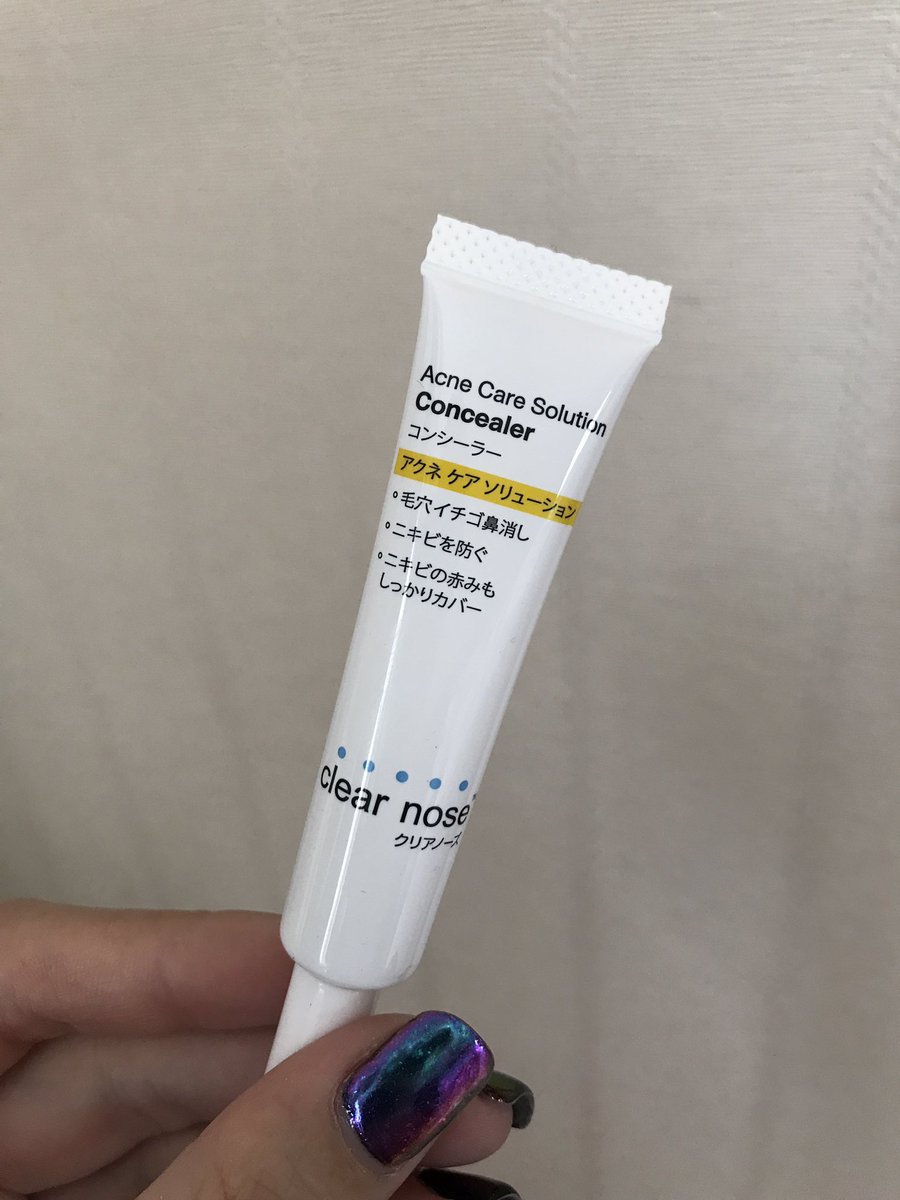 Acne Care Solution
Concealer
コンシーラー
アクネ ケア ソリューション
毛穴イチゴ鼻消し
ニキビを防ぐ
ニキビの赤みも
しっかりカバー
clear nose
クリアノーズ